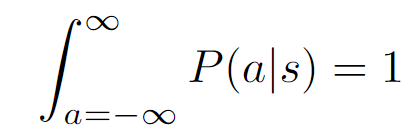 ∫_{a=-∞}^{∞} P(a|s) = 1